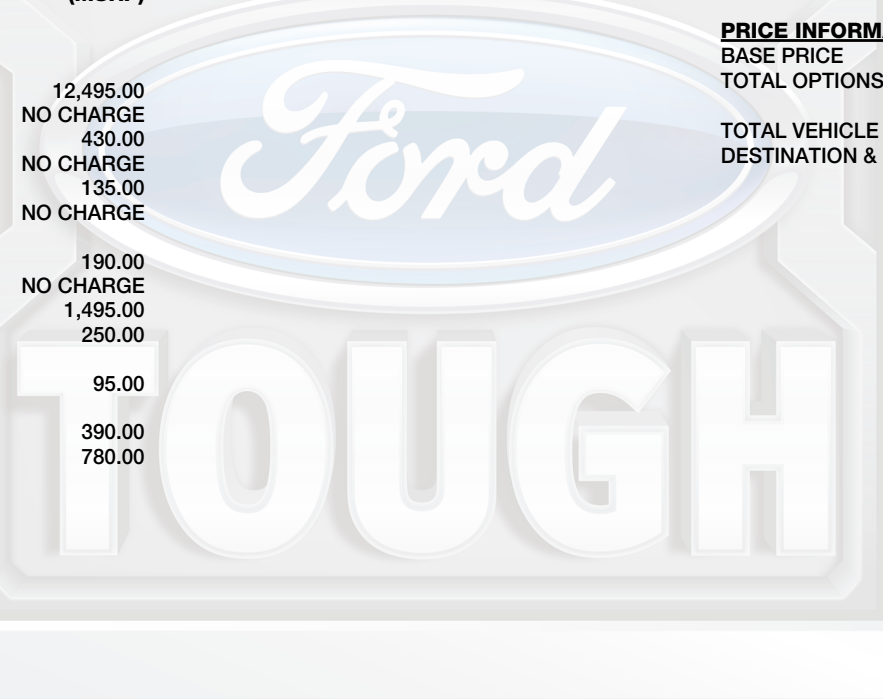 PRICE INFORM
BASE PRICE
TOTAL OPTIONS
TOTAL VEHICLE
DESTINATION &
12,495.00
NO CHARGE
430.00
NO CHARGE
135.00
NO CHARGE
190.00
NO CHARGE
1,495.00
250.00
95.00
390.00
780.00
Ford
TOUGH